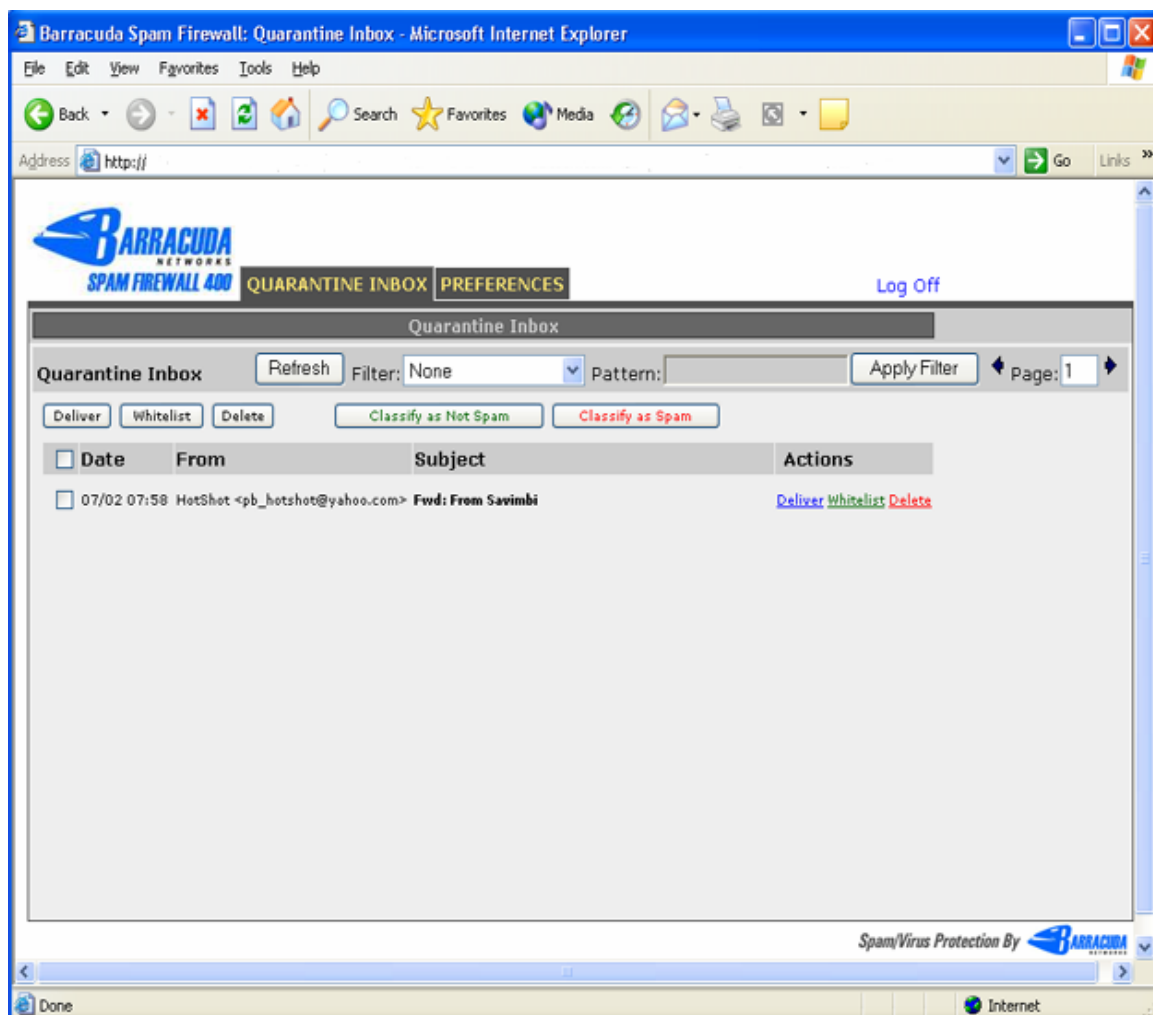 Barracuda Spam Firewall: Quarantine Inbox - Microsoft Internet Explorer
File Edit View Favorites Tools Help
Back Search Favorites Media
Address http:// Go Links »
BARRACUDA
NETWORKS
SPAM FIREWALL 400 QUARANTINE INBOX PREFERENCES Log Off
Quarantine Inbox
Quarantine Inbox Refresh Filter: None Pattern: Apply Filter Page: 1
Deliver Whitelist Delete Classify as Not Spam Classify as Spam
Date From Subject Actions
07/02 07:58 HotShot <pb_hotshot@yahoo.com> Fwd: From Savimbi Deliver Whitelist Delete
Spam/Virus Protection By BARRACUDA
NETWORKS
Done Internet